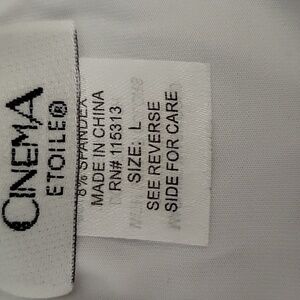 CINEMA
ETOILE®
8% SPANDEX
MADE IN CHINA
RN# 115313
SIZE: L
SEE REVERSE
SIDE FOR CARE